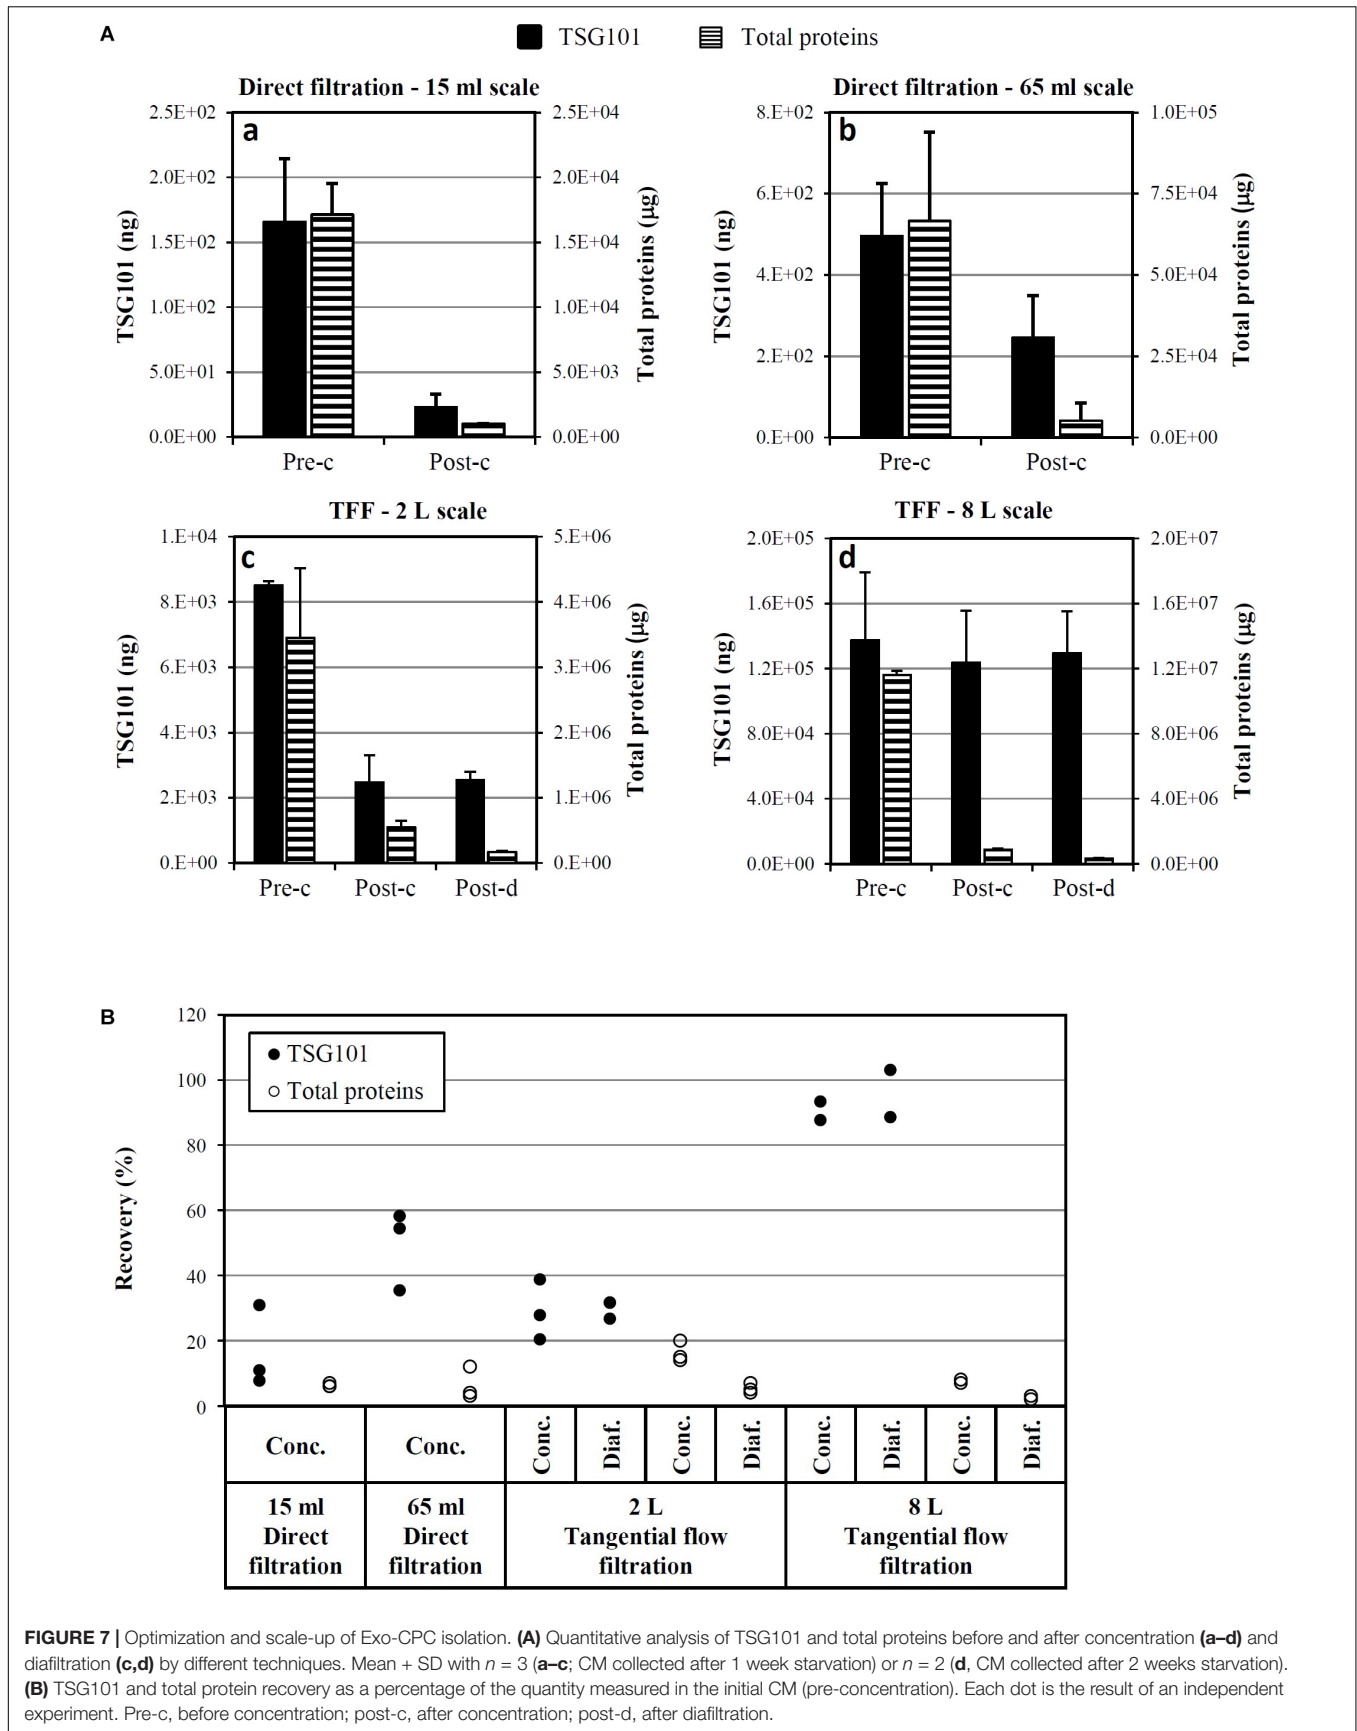 A
TSG101
Total proteins
Direct filtration - 15 ml scale
a
2.5E+02
2.0E+02
1.5E+02
1.0E+02
5.0E+01
0.0E+00
TSG101 (ng)
2.5E+04
2.0E+04
1.5E+04
1.0E+04
5.0E+03
0.0E+00
Total proteins (µg)
Pre-c
Post-c
Direct filtration - 65 ml scale
b
8.E+02
6.E+02
4.E+02
2.E+02
0.E+00
TSG101 (ng)
1.0E+05
7.5E+04
5.0E+04
2.5E+04
0.0E+00
Total proteins (µg)
Pre-c
Post-c
TFF - 2 L scale
c
1.E+04
8.E+03
6.E+03
4.E+03
2.E+03
0.E+00
TSG101 (ng)
5.E+06
4.E+06
3.E+06
2.E+06
1.E+06
0.E+00
Total proteins (µg)
Pre-c
Post-c
Post-d
TFF - 8 L scale
d
2.0E+05
1.6E+05
1.2E+05
8.0E+04
4.0E+04
0.0E+00
TSG101 (ng)
2.0E+07
1.6E+07
1.2E+07
8.0E+06
4.0E+06
0.0E+00
Total proteins (µg)
Pre-c
Post-c
Post-d
B
120
100
80
60
40
20
0
Recovery (%)
TSG101
Total proteins
Conc.
Conc.
Conc.
Diaf.
Conc.
Diaf.
Conc.
Diaf.
Conc.
Diaf.
15 ml
Direct
filtration
65 ml
Direct
filtration
2 L
Tangential flow
filtration
8 L
Tangential flow
filtration
FIGURE 7 | Optimization and scale-up of Exo-CPC isolation. (A) Quantitative analysis of TSG101 and total proteins before and after concentration (a–d) and
diafiltration (c,d) by different techniques. Mean + SD with n = 3 (a–c; CM collected after 1 week starvation) or n = 2 (d, CM collected after 2 weeks starvation).
(B) TSG101 and total protein recovery as a percentage of the quantity measured in the initial CM (pre-concentration). Each dot is the result of an independent
experiment. Pre-c, before concentration; post-c, after concentration; post-d, after diafiltration.